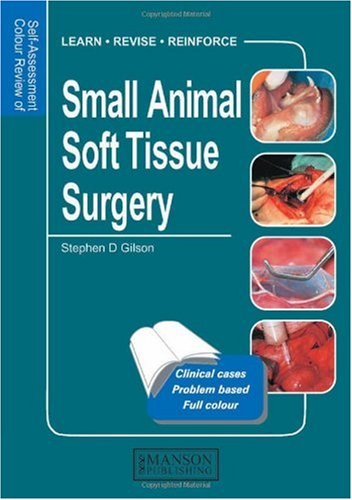 Self-Assessment
Colour Review of
LEARN • REVISE • REINFORCE
Small Animal
Soft Tissue
Surgery
Stephen D Gilson
Clinical cases
Problem based
Full colour
MANSON
PUBLISHING